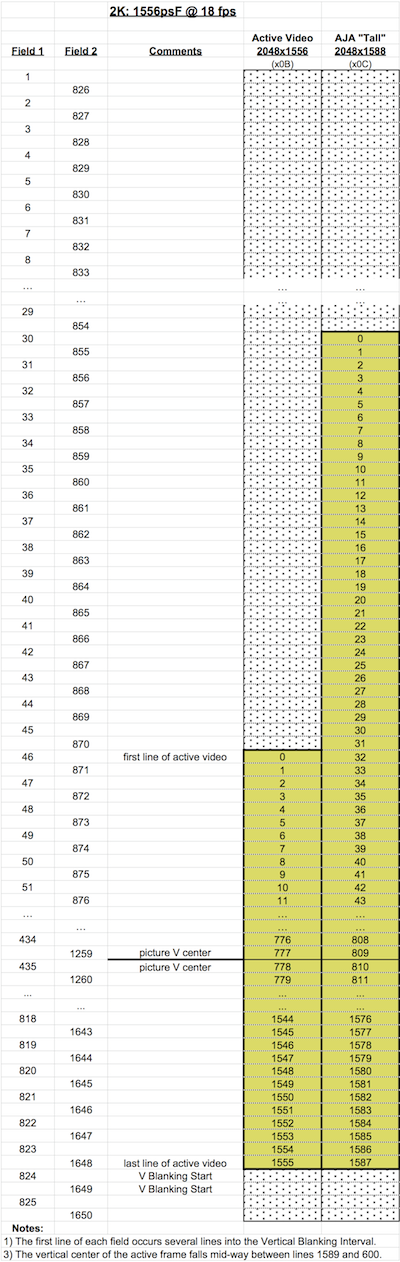 2K: 1556psF @ 18 fps
Active Video AJA "Tall"
Field 1 Field 2 Comments 2048x1556 2048x1588
(x0B) (x0C)
1
826
2
827
3
828
4
829
5
830
6
831
7
832
8
833
... ... ...
... ... ...
29
854
30 0
855 1
31 2
856 3
32 4
857 5
33 6
858 7
34 8
859 9
35 10
860 11
36 12
861 13
37 14
862 15
38 16
863 17
39 18
864 19
40 20
865 21
41 22
866 23
42 24
867 25
43 26
868 27
44 28
869 29
45 30
870 31
46 first line of active video 0 32
871 1 33
47 2 34
872 3 35
48 4 36
873 5 37
49 6 38
874 7 39
50 8 40
875 9 41
51 10 42
876 11 43
... ... ...
... ... ...
434 776 808
1259 picture V center 777 809
435 picture V center 778 810
1260 779 811
... ... ...
... ... ...
818 1544 1576
1643 1545 1577
819 1546 1578
1644 1547 1579
820 1548 1580
1645 1549 1581
821 1550 1582
1646 1551 1583
822 1552 1584
1647 1553 1585
823 1554 1586
1648 last line of active video 1555 1587
824 V Blanking Start
1649 V Blanking Start
825
1650
Notes:
1) The first line of each field occurs several lines into the Vertical Blanking Interval.
3) The vertical center of the active frame falls mid-way between lines 1589 and 600.